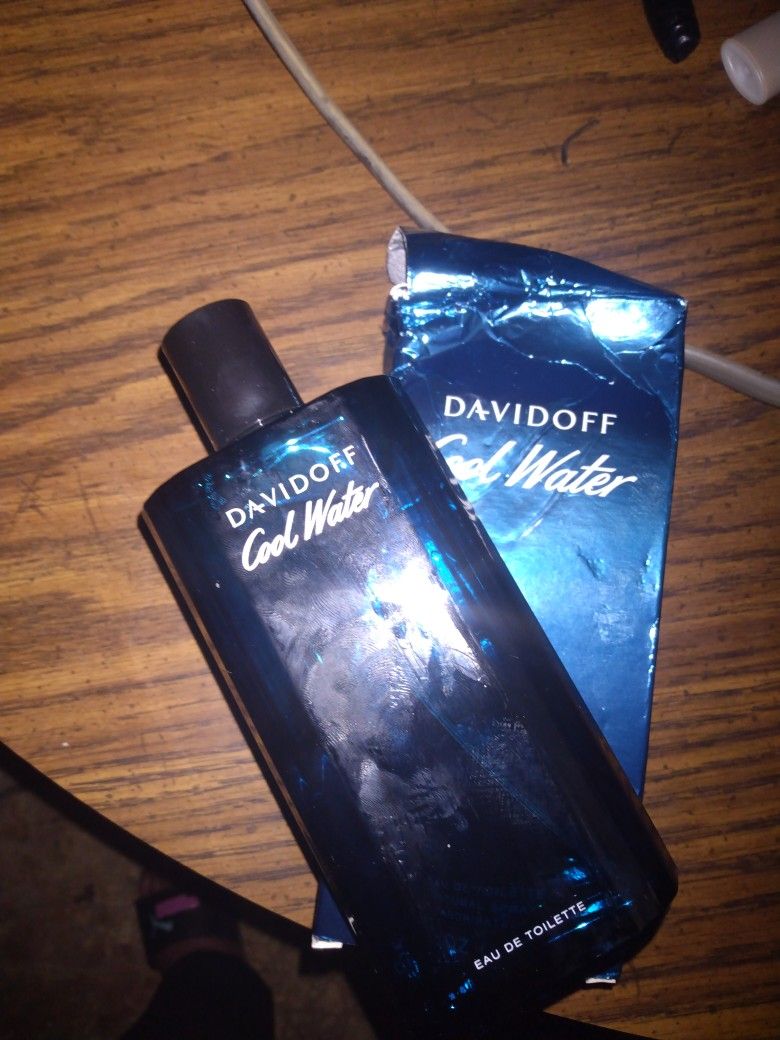 DAVIDOFF
Cool Water
EAU DE TOILETTE
DAVIDOFF
Cool Water